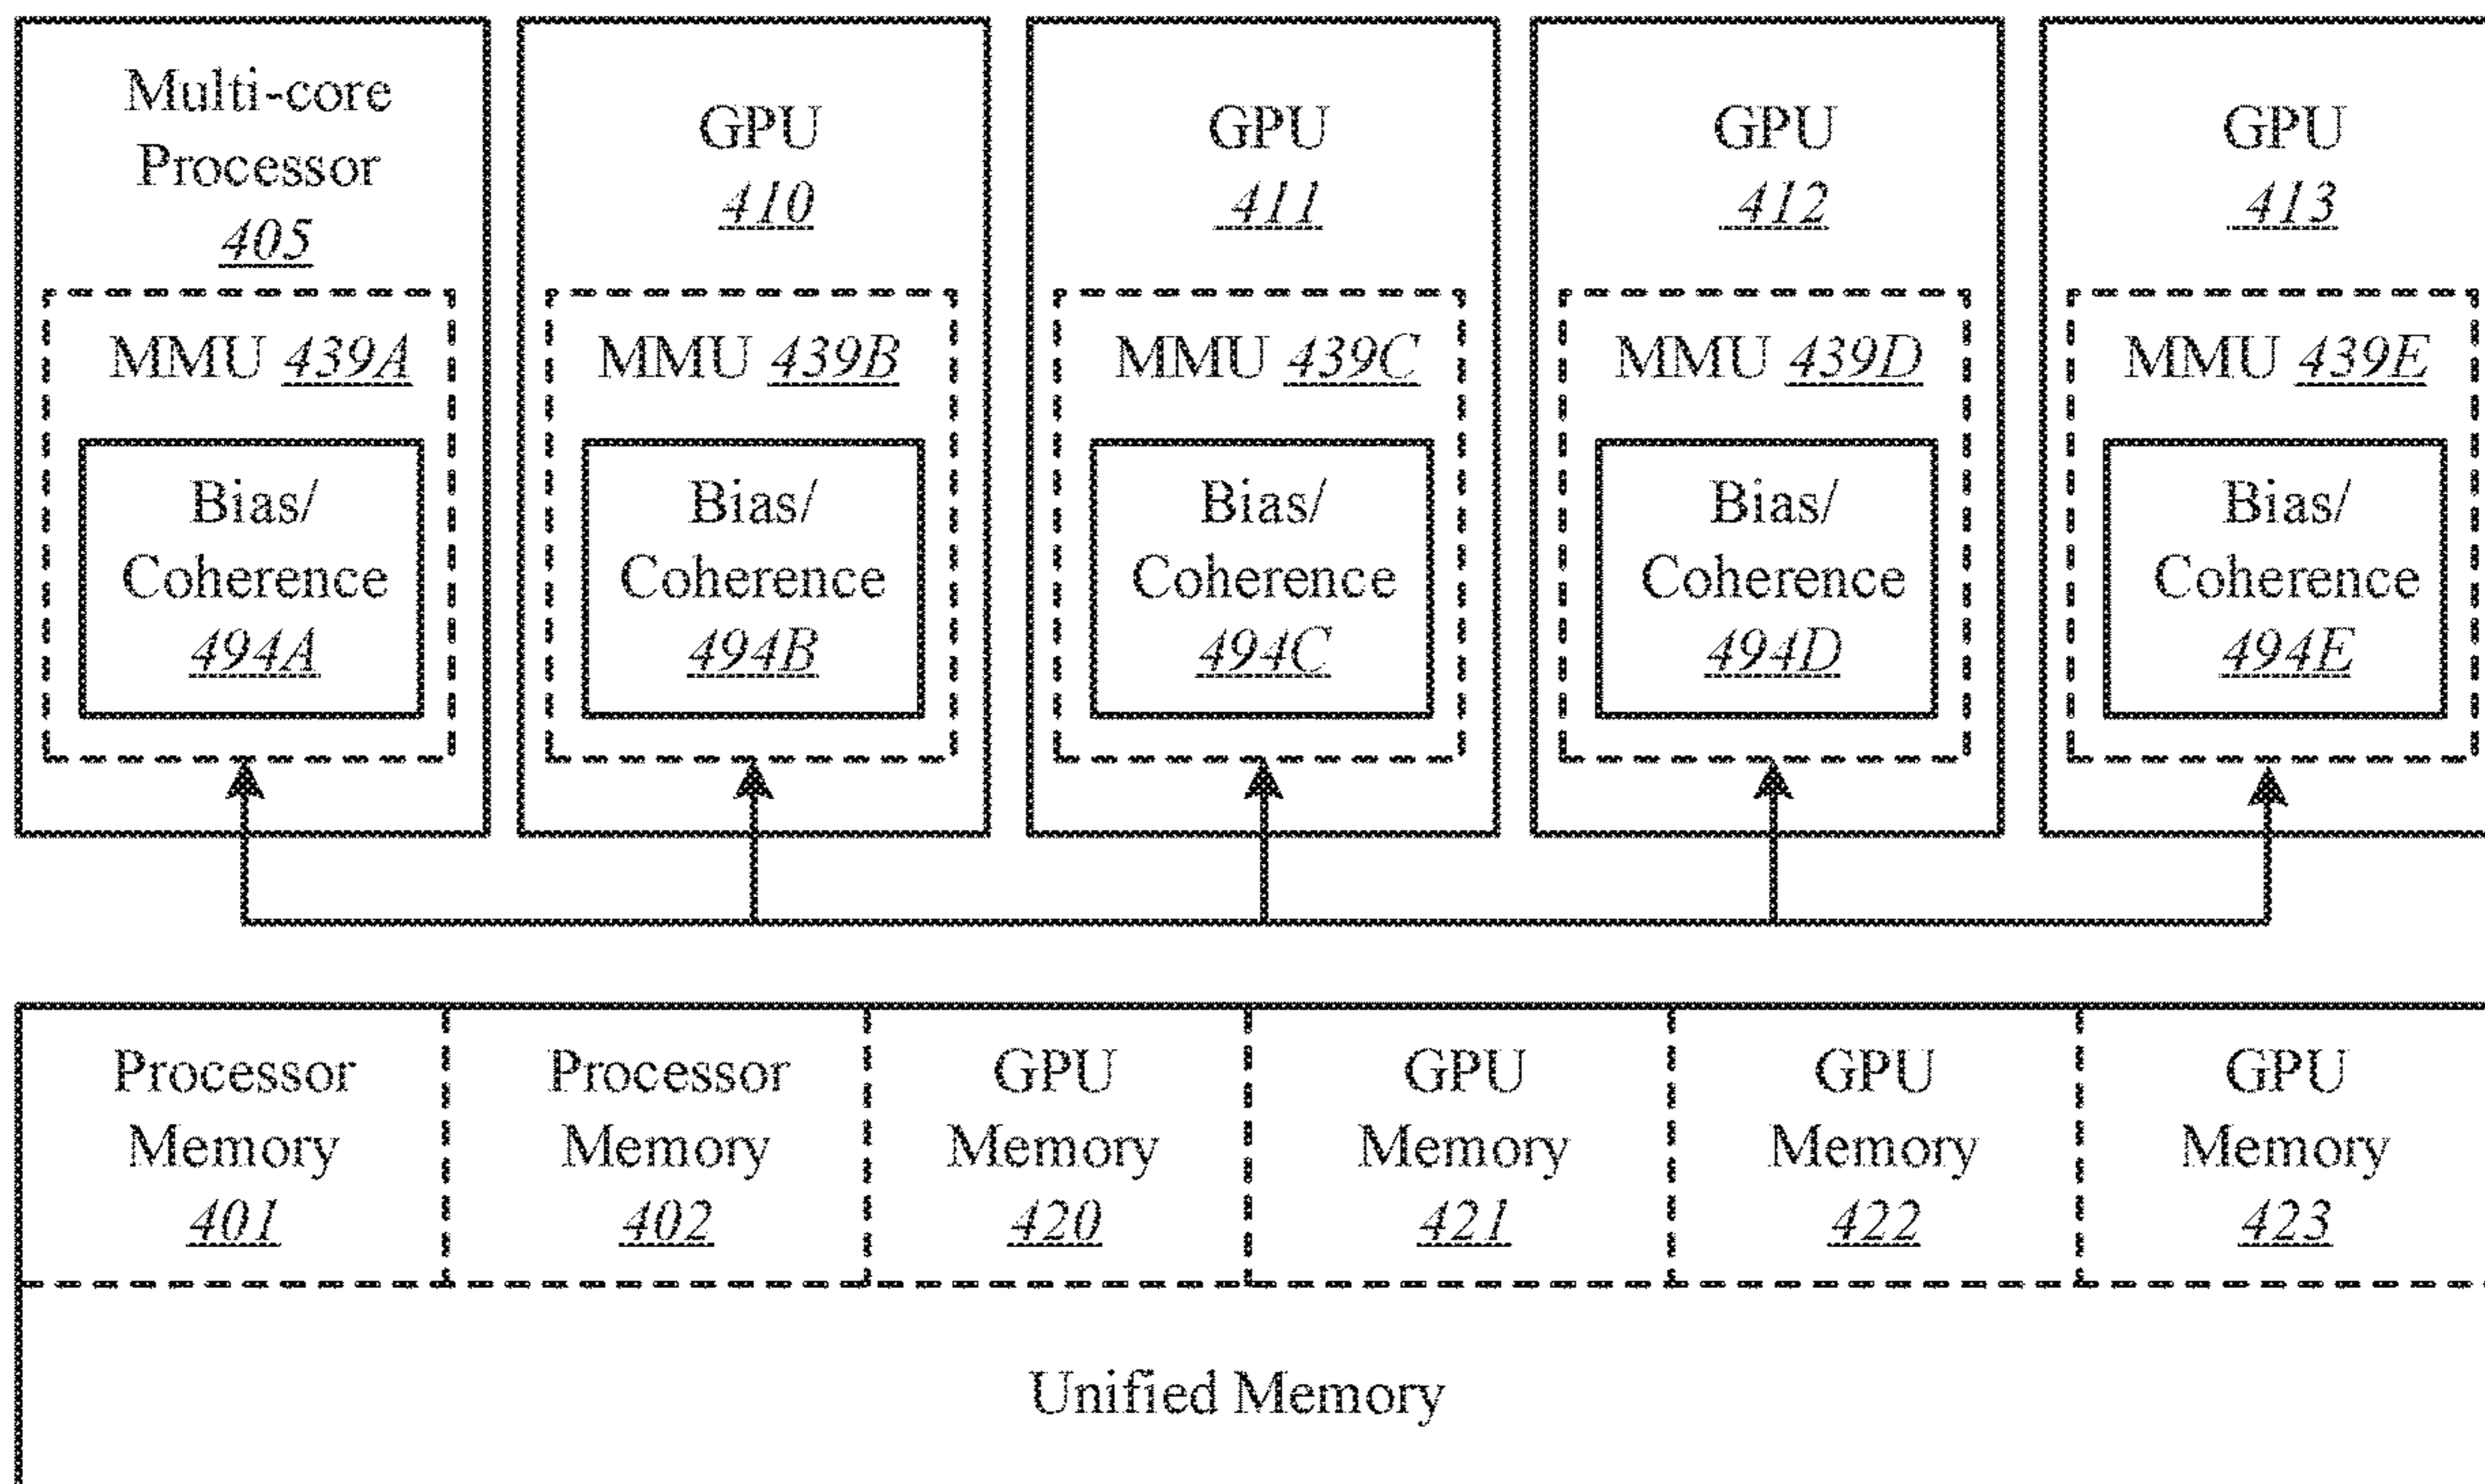 Multi-core
Processor
405
MMU 439A
Bias/
Coherence
494A
GPU
410
MMU 439B
Bias/
Coherence
494B
GPU
411
MMU 439C
Bias/
Coherence
494C
GPU
412
MMU 439D
Bias/
Coherence
494D
GPU
413
MMU 439E
Bias/
Coherence
494E
Processor
Memory
401
Processor
Memory
402
GPU
Memory
420
GPU
Memory
421
GPU
Memory
422
GPU
Memory
423
Unified Memory